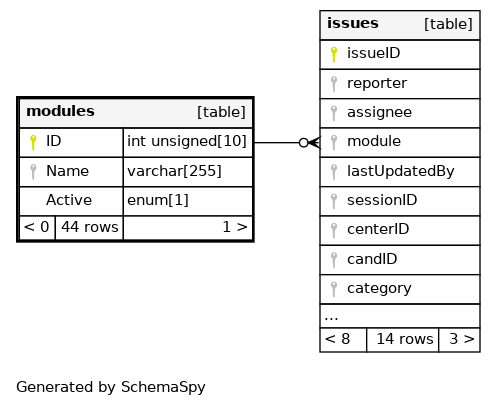 issues [table]
issueID
reporter
assignee
module
lastUpdatedBy
sessionID
centerID
candID
category
...
< 8 14 rows 3 >
modules [table]
ID int unsigned[10]
Name varchar[255]
Active enum[1]
< 0 44 rows 1 >
Generated by SchemaSpy